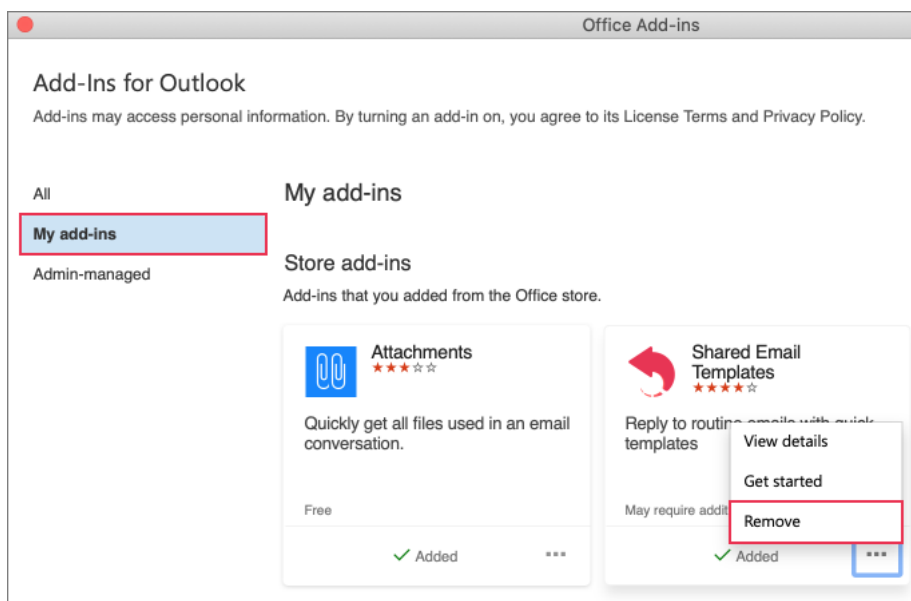 Office Add-ins
Add-Ins for Outlook
Add-ins may access personal information. By turning an add-in on, you agree to its License Terms and Privacy Policy.
All
My add-ins
Admin-managed
My add-ins
Store add-ins
Add-ins that you added from the Office store.
Attachments
Quickly get all files used in an email
conversation.
Free
Added
Shared Email
Templates
Reply to routine emails with quick
templates
May require
Added
View details
Get started
Remove